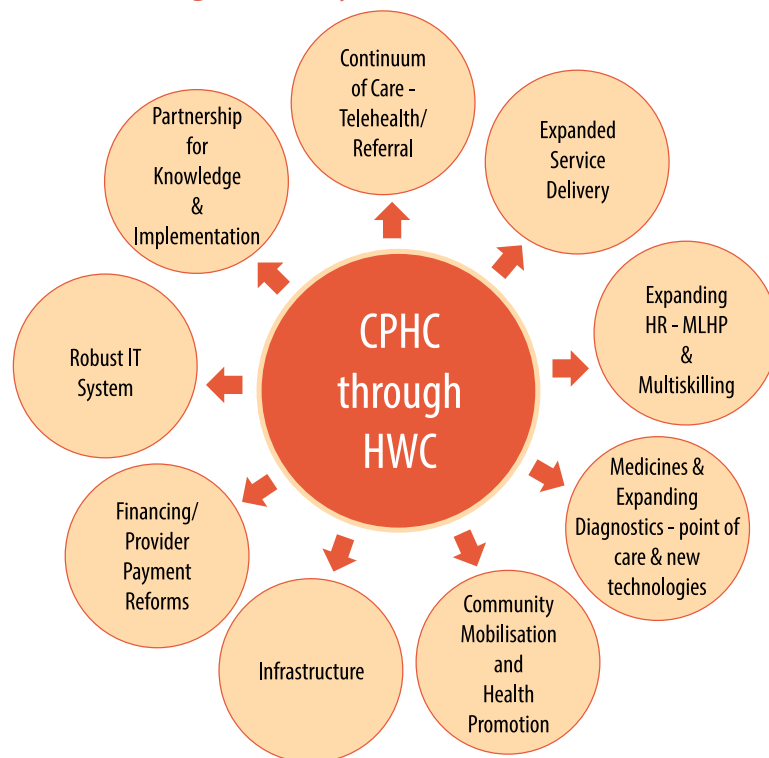 CPHC
through
HWC
Continuum
of Care -
Telehealth/
Referral
Expanded
Service
Delivery
Expanding
HR - MLHP
&
Multiskilling
Medicines &
Expanding
Diagnostics - point of
care & new
technologies
Community
Mobilisation
and
Health
Promotion
Infrastructure
Financing/
Provider
Payment
Reforms
Robust IT
System
Partnership
for
Knowledge
&
Implementation